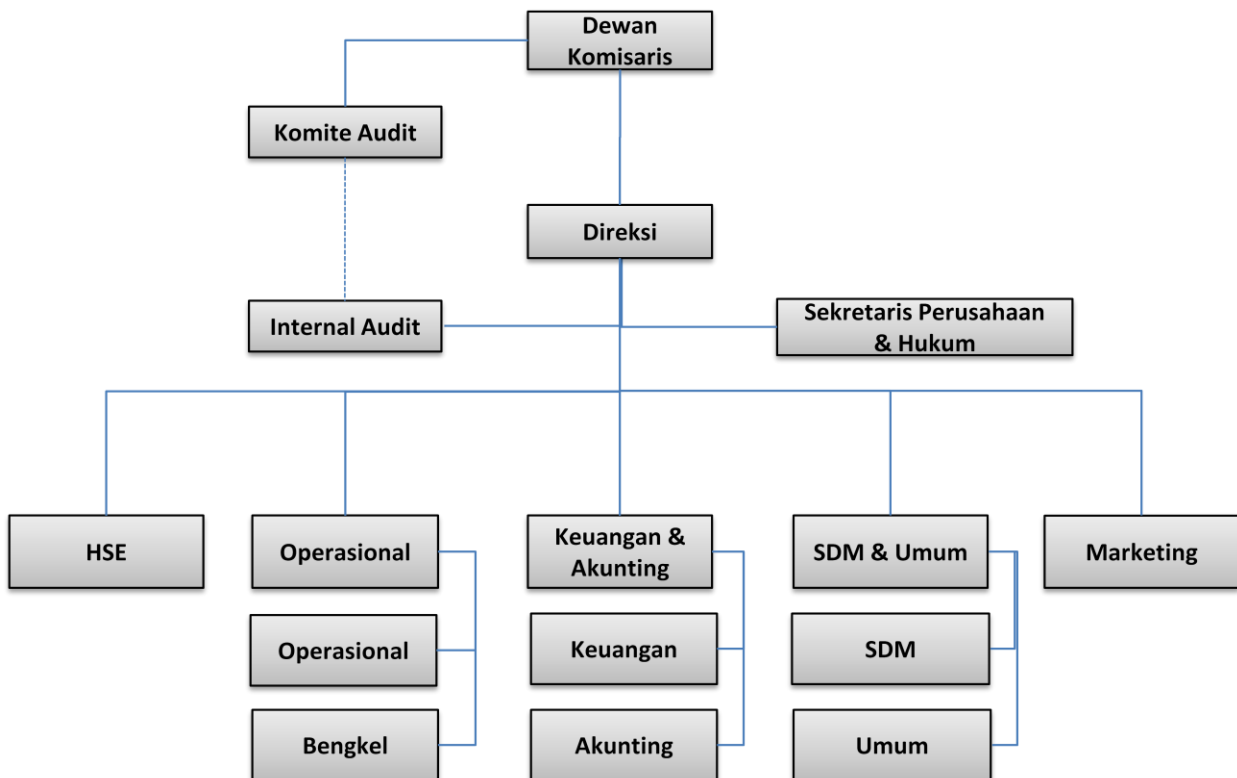 Dewan
Komisaris
Komite Audit
Direksi
Internal Audit
Sekretaris Perusahaan
& Hukum
HSE
Operasional
Keuangan &
Akunting
SDM & Umum
Marketing
Operasional
Keuangan
SDM
Bengkel
Akunting
Umum